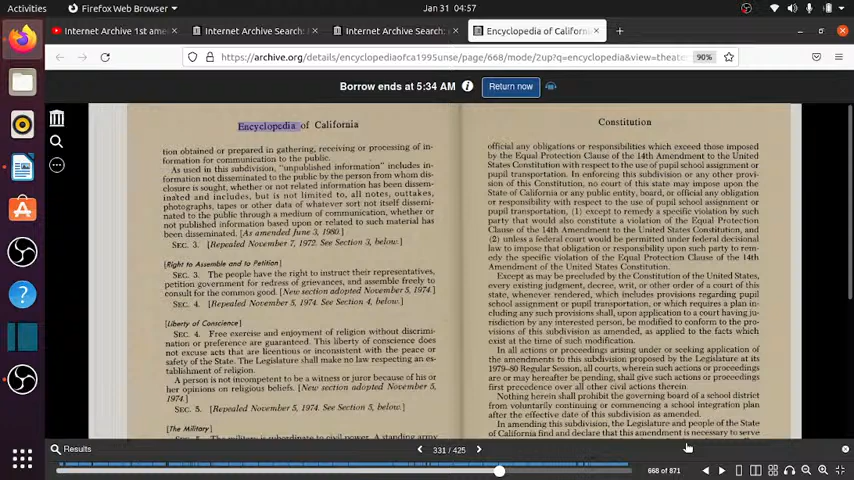 Activities
Firefox Web Browser
Jan 31 04:57
Internet Archive 1st ame
Internet Archive Search:
Internet Archive Search:
Encyclopedia of Californi
https://archive.org/details/encyclopediaofca1995unse/page/668/mode/2up?q=encyclopedia&view=theate
90%
Borrow ends at 5:34 AM
Return now
Encyclopedia of California
tion obtained or prepared in gathering, receiving or processing of in-
formation for communication to the public.
As used in this subdivision, "unpublished information" includes in-
formation not disseminated to the public by the person from whom dis-
closure is sought, whether or not related information has been dissem-
inated and includes, but is not limited to, all notes, outtakes,
photographs, tapes or other data of whatever sort not itself dissemi-
nated to the public through a medium of communication, whether or
not published information based upon or related to such material has
been disseminated. [As amended June 3, 1980.]
SEC. 3. [Repealed November 7, 1972. See Section 3, below.]
[Right to Assemble and to Petition]
SEC. 3. The people have the right to instruct their representatives,
petition government for redress of grievances, and assemble freely to
consult for the common good. [New section adopted November 5, 1974.]
SEC. 4. [Repealed November 5, 1974. See Section 4, below.]
[Liberty of Conscience]
SEC. 4. Free exercise and enjoyment of religion without discrimi-
nation or preference are guaranteed. This liberty of conscience does
not excuse acts that are licentious or inconsistent with the peace or
safety of the State. The Legislature shall make no law respecting an es-
tablishment of religion.
A person is not incompetent to be a witness or juror because of his or
her opinions on religious beliefs. [New section adopted November 5,
1974.]
SEC. 5. [Repealed November 5, 1974. See Section 5, below.]
[The Military]
military is subordinate to civil power. A standing army
Constitution
official any obligations or responsibilities which exceed those imposed
by the Equal Protection Clause of the 14th Amendment to the United
States Constitution with respect to the use of pupil school assignment or
pupil transportation. In enforcing this subdivision or any other provi-
sion of this Constitution, no court of this state may impose upon the
State of California or any public entity, board, or official any obligation
or responsibility with respect to the use of pupil school assignment or
pupil transportation, (1) except to remedy a specific violation by such
party that would also constitute a violation of the Equal Protection
Clause of the 14th Amendment to the United States Constitution, and
(2) unless a federal court would be permitted under federal decisional
law to impose that obligation or responsibility upon such party to rem-
edy the specific violation of the Equal Protection Clause of the 14th
Amendment of the United States Constitution.
Except as may be precluded by the Constitution of the United States,
every existing judgment, decree, writ, or other order of a court of this
state, whenever rendered, which includes provisions regarding pupil
school assignment or pupil transportation, or which requires a plan in-
cluding any such provisions shall, upon application to a court having ju-
risdiction by any interested person, be modified to conform to the pro-
visions of this subdivision as amended, as applied to the facts which
exist at the time of such modification.
In all actions or proceedings arising under or seeking application of
the amendments to this subdivision proposed by the Legislature at its
1979-80 Regular Session, all courts, wherein such actions or proceedings
are or may hereafter be pending, shall give such actions or proceedings
first precedence over all other civil actions therein.
Nothing herein shall prohibit the governing board of a school district
from voluntarily continuing or commencing a school integration plan
after the effective date of this subdivision as amended.
In amending this subdivision, the Legislature and people of the State
of California find and declare that this amendment is necessary to serve
Results
331 / 425
668 of 871